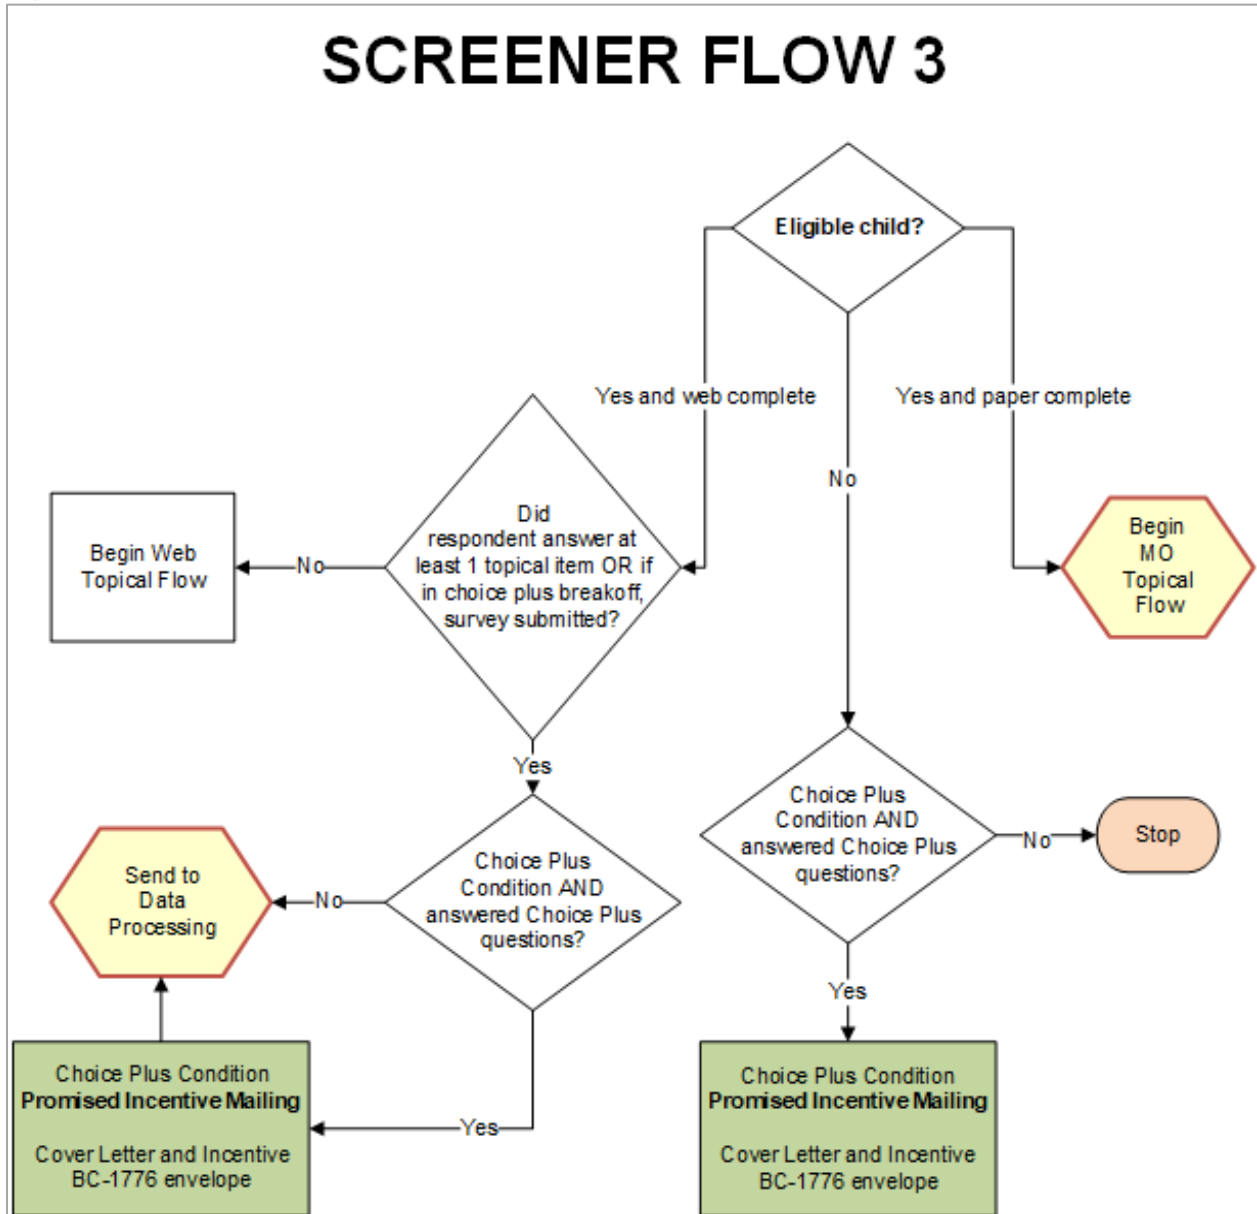 SCREENER FLOW 3
Eligible child?
Yes and web complete
Yes and paper complete
No
Did
respondent answer at
least 1 topical item OR if
in choice plus breakoff,
survey submitted?
No
Begin Web
Topical Flow
Begin
MO
Topical
Flow
Yes
Choice Plus
Condition AND
answered Choice Plus
questions?
No
Stop
Choice Plus
Condition AND
answered Choice Plus
questions?
No
Send to
Data
Processing
Yes
Yes
Choice Plus Condition
Promised Incentive Mailing
Cover Letter and Incentive
BC-1776 envelope
Choice Plus Condition
Promised Incentive Mailing
Cover Letter and Incentive
BC-1776 envelope